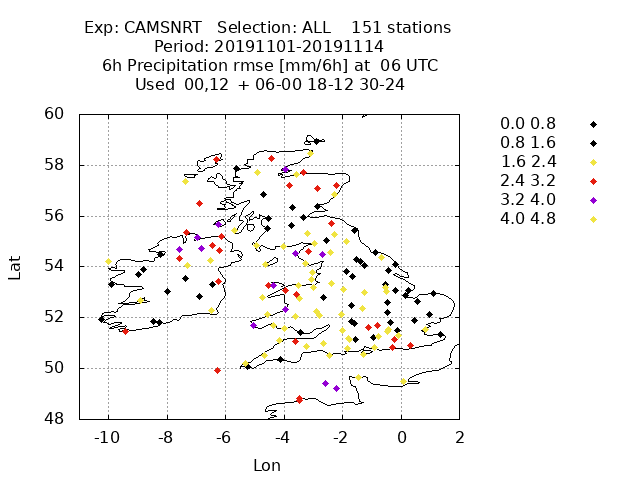 Exp: CAMSNRT Selection: ALL 151 stations
Period: 20191101-20191114
6h Precipitation rmse [mm/6h] at 06 UTC
Used 00,12 + 06-00 18-12 30-24
60
58
56
54
52
50
48
Lat
-10 -8 -6 -4 -2 0 2
Lon
0.0 0.8
0.8 1.6
1.6 2.4
2.4 3.2
3.2 4.0
4.0 4.8